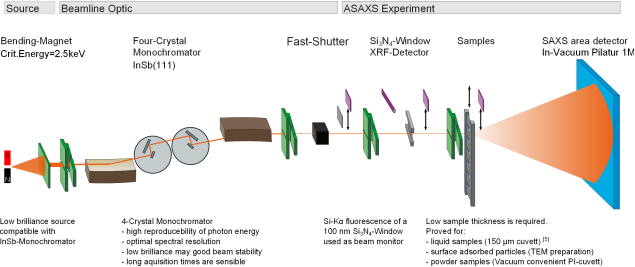 Source
Beamline Optic
ASAXS Experiment
Bending-Magnet
Crit.Energy=2.5keV
Four-Crystal
Monochromator
InSb(111)
Fast-Shutter
Si3N4-Window
XRF-Detector
Samples
SAXS area detector
In-Vacuum Pilatur 1M
N
Low brilliance source
compatible with
InSb-Monochromator
4-Crystal Monochromator
- high reproducebility of photon energy
- optimal spectral resolution
- low brilliance may good beam stability
- long aquisition times are sensible
Si-Kα fluorescence of a
100 nm Si3N4-Window
used as beam monitor
Low sample thickness is required.
Proved for:
- liquid samples (150 µm cuvett) [5]
- surface adsorbed particles (TEM preparation)
- powder samples (Vacuum convenient PI-cuvett)